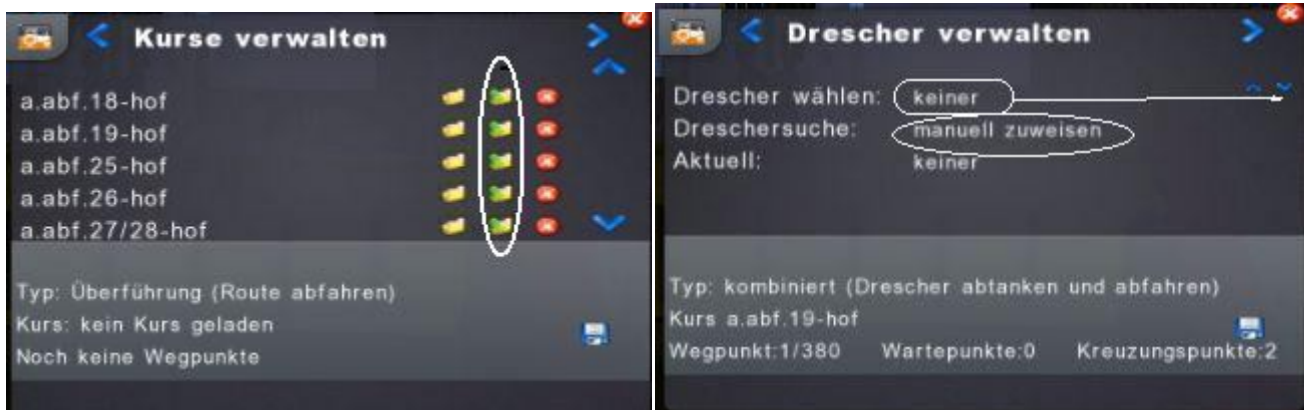 Kurse verwalten
a.abf.18-hof
a.abf.19-hof
a.abf.25-hof
a.abf.26-hof
a.abf.27/28-hof
Typ: Überführung (Route abfahren)
Kurs: kein Kurs geladen
Noch keine Wegpunkte
Drescher verwalten
Drescher wählen: keiner
Dreschersuche: manuell zuweisen
Aktuell: keiner
Typ: kombiniert (Drescher abtanken und abfahren)
Kurs a.abf.19-hof
Wegpunkt:1/380 Wartepunkte:0 Kreuzungspunkte:2